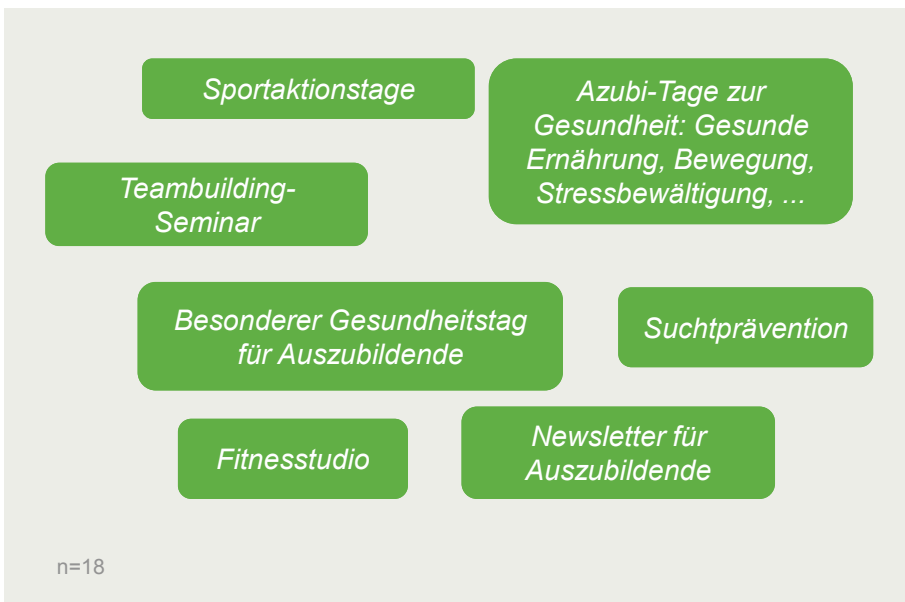 Sportaktionstage
Azubi-Tage zur
Gesundheit: Gesunde
Ernährung, Bewegung,
Stressbewältigung, ...
Teambuilding-
Seminar
Besonderer Gesundheitstag
für Auszubildende
Suchtprävention
Fitnesstudio
Newsletter für
Auszubildende
n=18